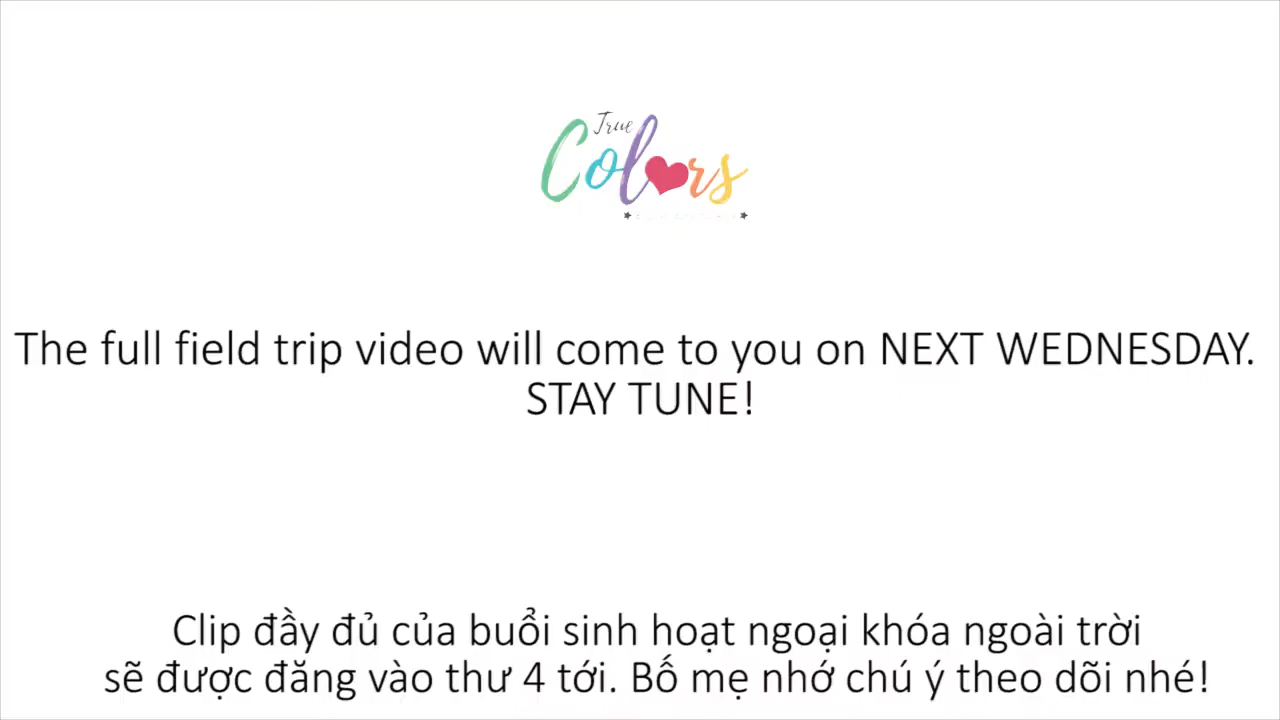 True
Colors
The full field trip video will come to you on NEXT WEDNESDAY.
STAY TUNE!
Clip đầy đủ của buổi sinh hoạt ngoại khóa ngoài trời
sẽ được đăng vào thư 4 tới. Bố mẹ nhớ chú ý theo dõi nhé!